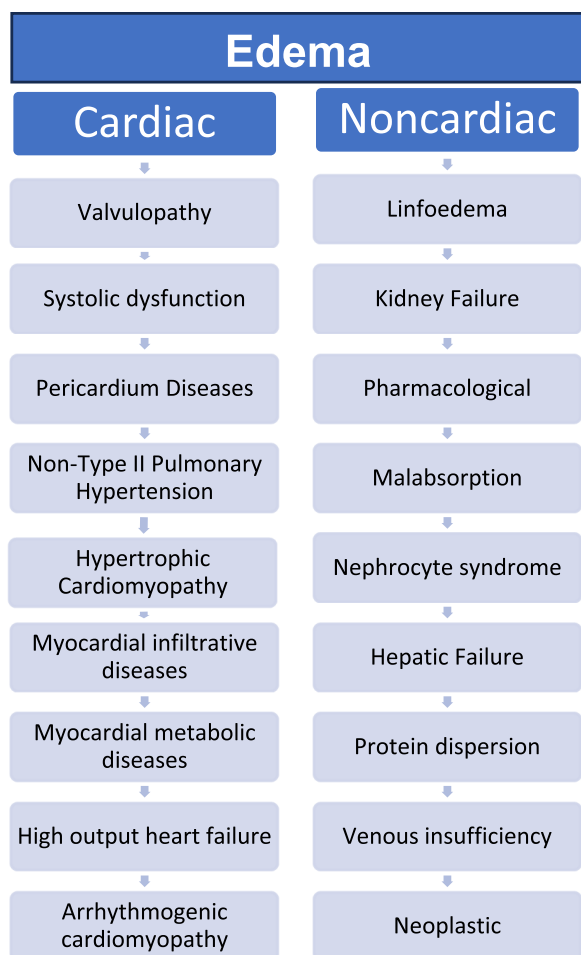 Edema
Cardiac
Valvulopathy
Systolic dysfunction
Pericardium Diseases
Non-Type II Pulmonary
Hypertension
Hypertrophic
Cardiomyopathy
Myocardial infiltrative
diseases
Myocardial metabolic
diseases
High output heart failure
Arrhythmogenic
cardiomyopathy
Noncardiac
Linfoedema
Kidney Failure
Pharmacological
Malabsorption
Nephrocyte syndrome
Hepatic Failure
Protein dispersion
Venous insufficiency
Neoplastic